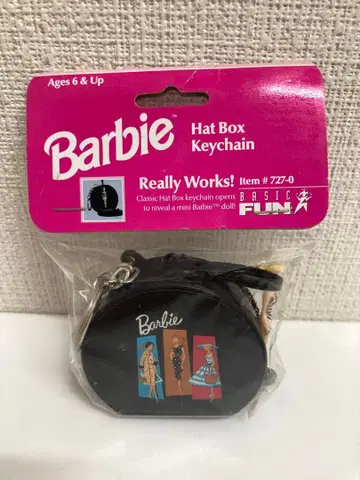 Ages 6 & Up
Barbie™
Hat Box
Keychain
Really Works! Item # 727-0
Classic Hat Box keychain opens
to reveal a mini Barbie™ doll!
BASIC
FUN
Barbie